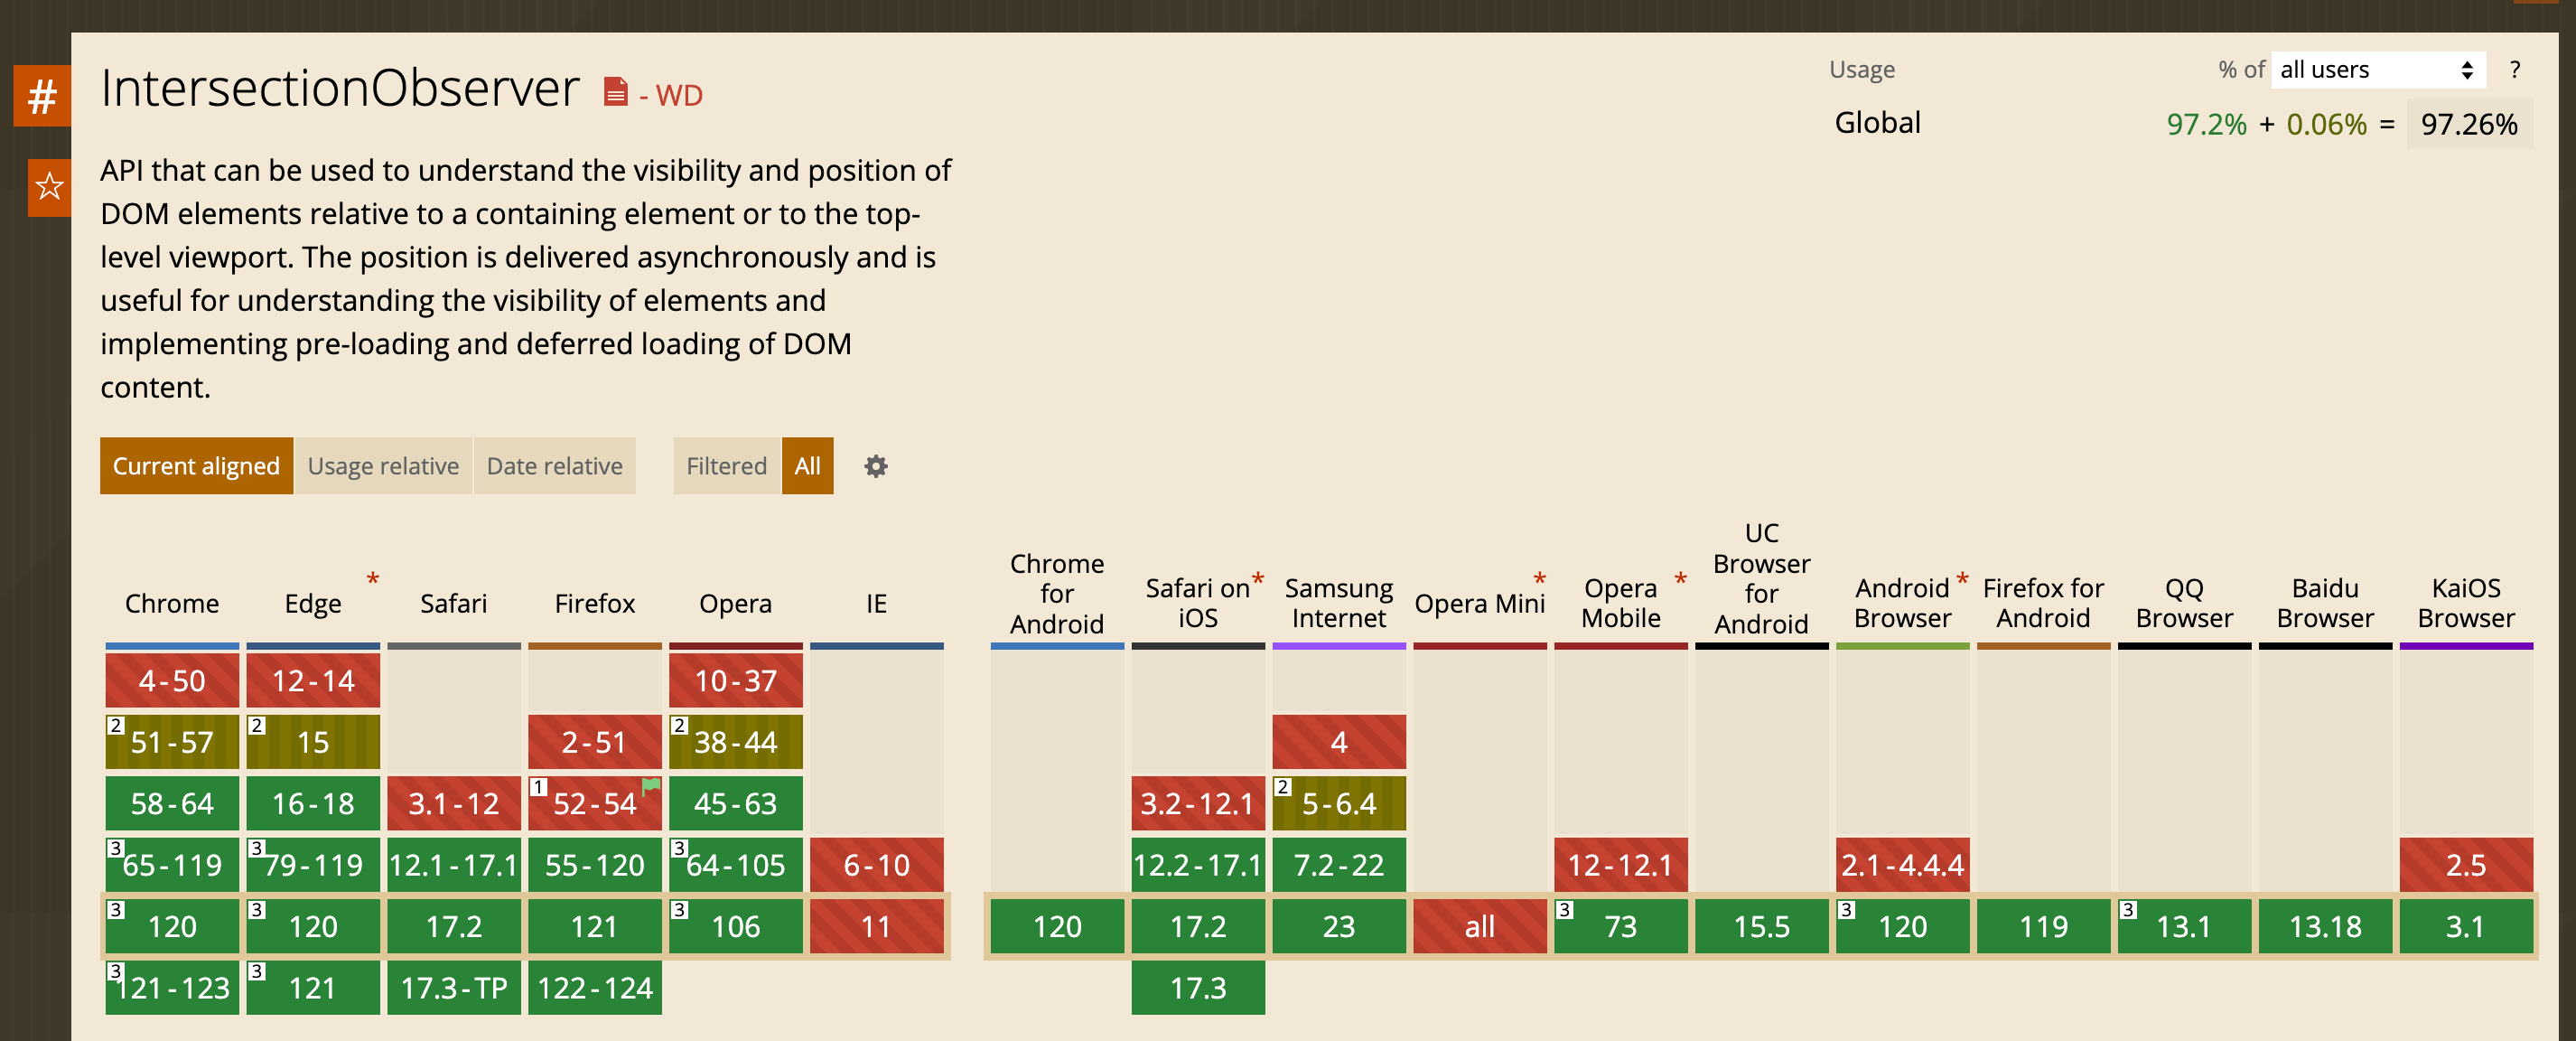 #
IntersectionObserver - WD
Usage % of all users ?
Global 97.2% + 0.06% = 97.26%
API that can be used to understand the visibility and position of
DOM elements relative to a containing element or to the top-
level viewport. The position is delivered asynchronously and is
useful for understanding the visibility of elements and
implementing pre-loading and deferred loading of DOM
content.
Current aligned Usage relative Date relative Filtered All
Chrome Edge * Safari Firefox Opera IE
Chrome for Android Safari on iOS * Samsung Internet Opera Mini * Opera Mobile * UC Browser for Android Android Browser * Firefox for Android QQ Browser Baidu Browser KaiOS Browser
4-50 12-14 10-37
2 51-57 2 15 2-51 2 38-44 4
58-64 16-18 3.1-12 1 52-54 45-63 3.2-12.1 2 5-6.4
3 65-119 3 79-119 12.1-17.1 55-120 3 64-105 6-10 12.2-17.1 7.2-22 12-12.1 2.1-4.4.4 2.5
3 120 3 120 17.2 121 3 106 11 120 17.2 23 all 3 73 15.5 3 120 119 3 13.1 13.18 3.1
3 121-123 3 121 17.3-TP 122-124 17.3